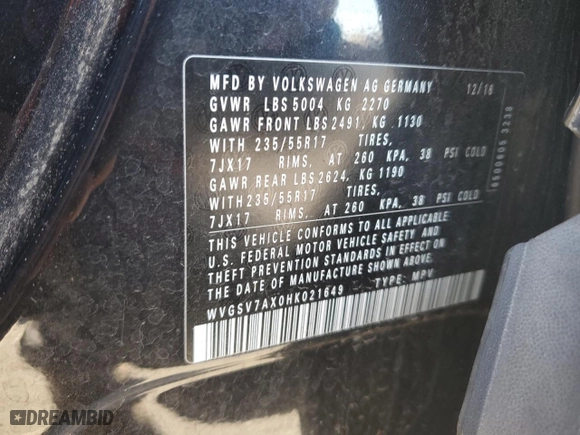 MFD BY VOLKSWAGEN AG GERMANY 12/16
GVWR LBS 5004 KG 2270
GAWR FRONT LBS 2491, KG 1130
WITH 235/55R17 TIRES,
7JX17 RIMS, AT 260 KPA, 38 PSI COLD
GAWR REAR LBS 2624, KG 1190
WITH 235/55R17 TIRES,
7JX17 RIMS, AT 260 KPA, 38 PSI COLD
THIS VEHICLE CONFORMS TO ALL APPLICABLE
U.S. FEDERAL MOTOR VEHICLE SAFETY AND
THEFT PREVENTION STANDARDS IN EFFECT ON
THE DATE OF MANUFACTURE SHOWN ABOVE.
WVGSV7AX0HK021649 TYPE: MPV
DREAMBID